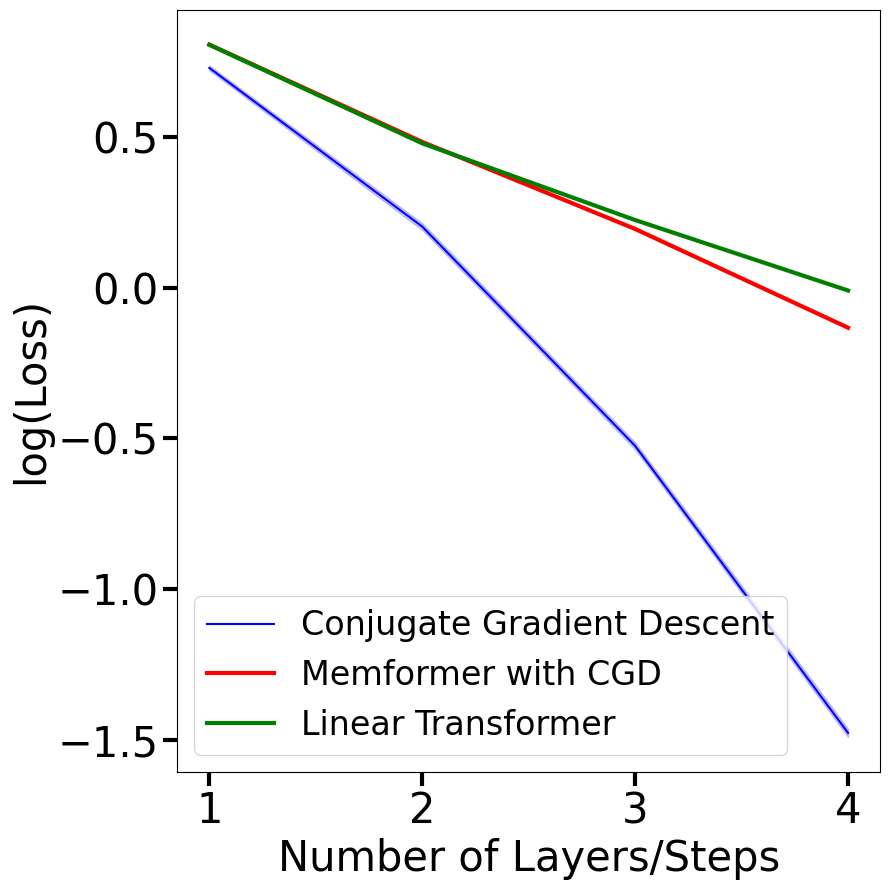 0.5
0.0
−0.5
−1.0
−1.5
log(Loss)
Conjugate Gradient Descent
Memformer with CGD
Linear Transformer
1 2 3 4
Number of Layers/Steps